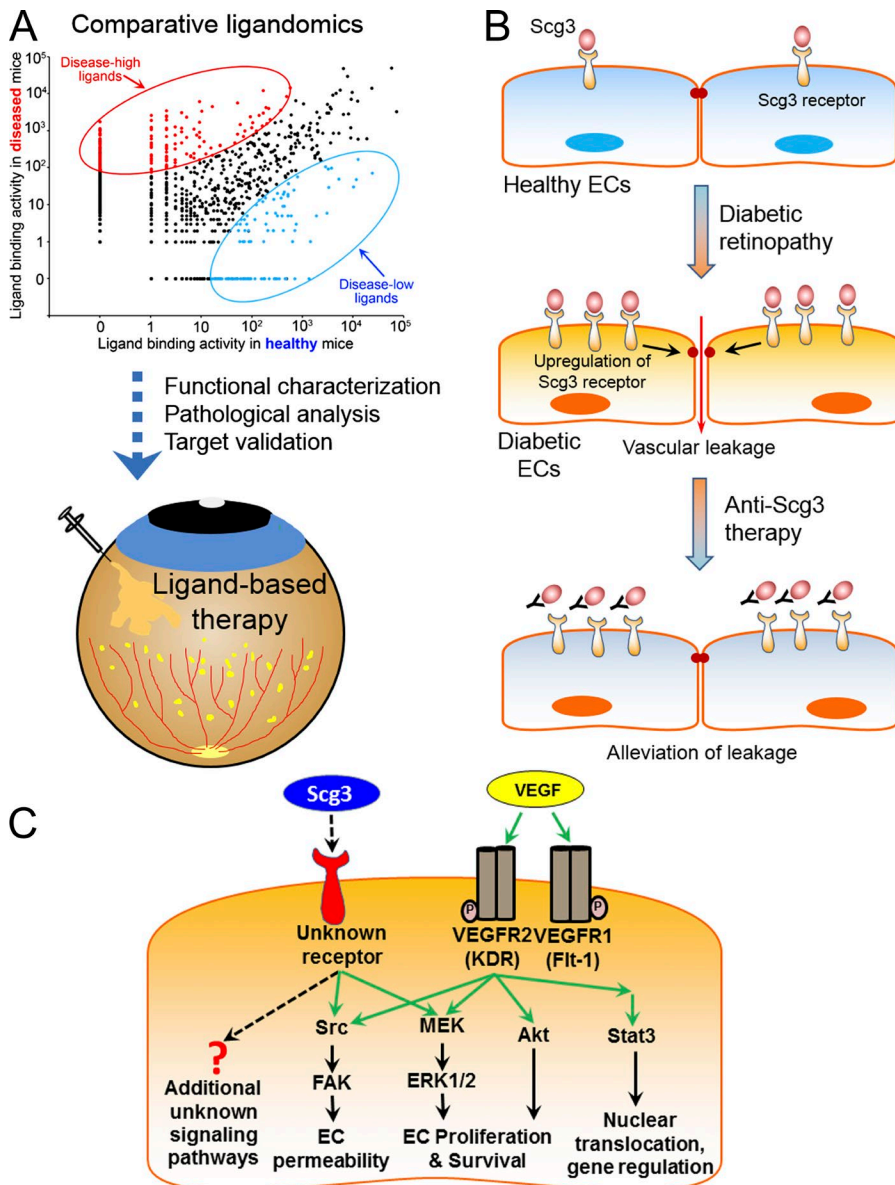 A
Comparative ligandomics
Disease-high
ligands
Ligand binding activity in diseased mice
10⁵
10⁴
10³
10²
10
1
0
Disease-low
ligands
0 1 10 10² 10³ 10⁴ 10⁵
Ligand binding activity in healthy mice
Functional characterization
Pathological analysis
Target validation
Ligand-based
therapy
B
Scg3
Scg3 receptor
Healthy ECs
Diabetic
retinopathy
Upregulation of
Scg3 receptor
Diabetic
ECs
Vascular leakage
Anti-Scg3
therapy
Alleviation of leakage
C
Scg3
VEGF
P
P
Unknown
receptor
VEGFR2
(KDR)
VEGFR1
(Flt-1)
Src
MEK
Akt
Stat3
?
Additional
unknown
signaling
pathways
FAK
ERK1/2
EC
permeability
EC Proliferation
& Survival
Nuclear
translocation,
gene regulation